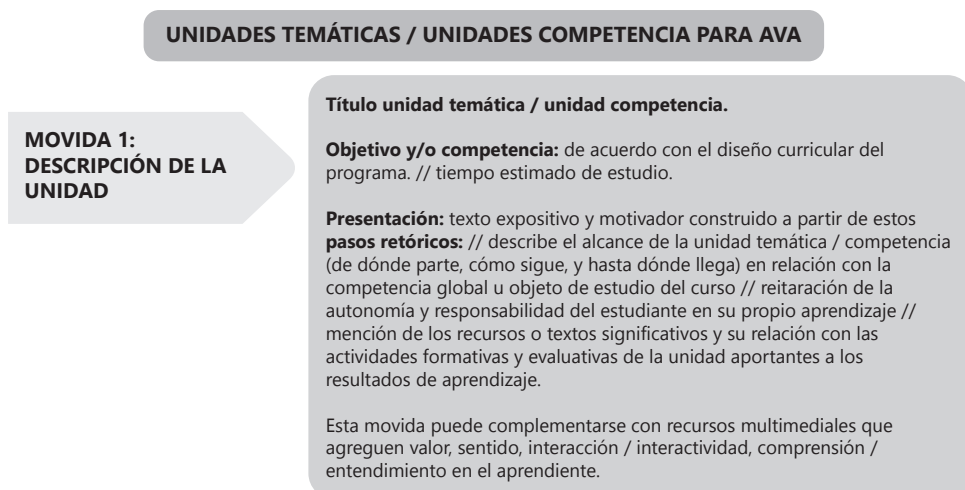 UNIDADES TEMÁTICAS / UNIDADES COMPETENCIA PARA AVA
MOVIDA 1:
DESCRIPCIÓN DE LA
UNIDAD
Título unidad temática / unidad competencia.
Objetivo y/o competencia: de acuerdo con el diseño curricular del
programa. // tiempo estimado de estudio.
Presentación: texto expositivo y motivador construido a partir de estos
pasos retóricos: // describe el alcance de la unidad temática / competencia
(de dónde parte, cómo sigue, y hasta dónde llega) en relación con la
competencia global u objeto de estudio del curso // reitaración de la
autonomía y responsabilidad del estudiante en su propio aprendizaje //
mención de los recursos o textos significativos y su relación con las
actividades formativas y evaluativas de la unidad aportantes a los
resultados de aprendizaje.
Esta movida puede complementarse con recursos multimediales que
agreguen valor, sentido, interacción / interactividad, comprensión /
entendimiento en el aprendiente.